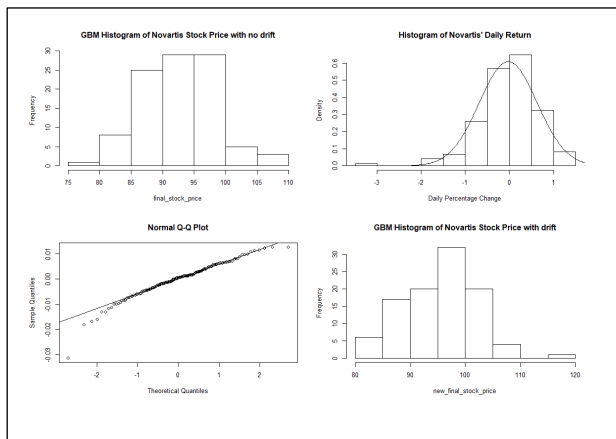 GBM Histogram of Novartis Stock Price with no drift
Frequency
0 5 10 20 30
75 80 85 90 95 100 105 110
final_stock_price
Histogram of Novartis' Daily Return
Density
0.0 0.1 0.2 0.3 0.4 0.5 0.6
-3 -2 -1 0 1
Daily Percentage Change
Normal Q-Q Plot
Sample Quantiles
-0.03 -0.02 -0.01 0.00 0.01
-2 -1 0 1 2
Theoretical Quantiles
GBM Histogram of Novartis Stock Price with drift
Frequency
0 5 10 20 30
80 90 100 110 120
new_final_stock_price